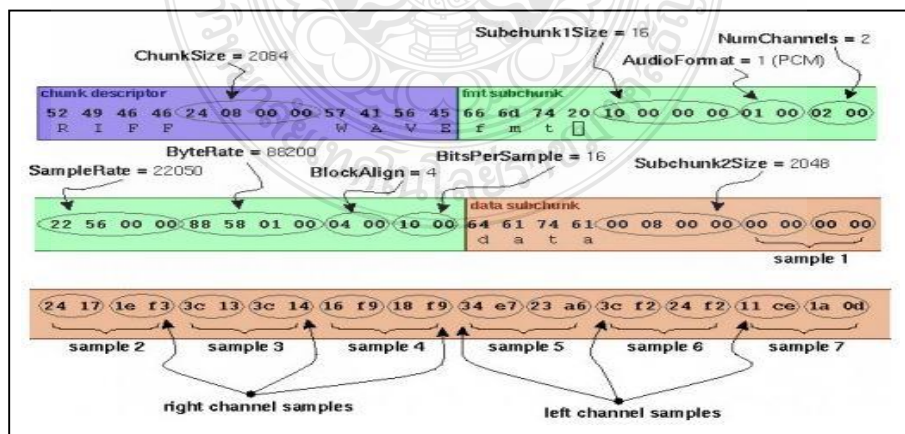 Subchunk1Size = 16
NumChannels = 2
ChunkSize = 2084
AudioFormat = 1 (PCM)
chunk descriptor
fmt subchunk
52 49 46 46 24 08 00 00 57 41 56 45 66 6d 74 20 10 00 00 00 01 00 02 00
R I F F W A V E f m t
ByteRate = 88200
BitsPerSample = 16
SampleRate = 22050
BlockAlign = 4
Subchunk2Size = 2048
data subchunk
22 56 00 00 88 58 01 00 04 00 10 00 64 61 74 61 00 08 00 00 00 00 00 00
d a t a
sample 1
24 17 1e f3 3c 13 3c 14 16 f9 18 f9 34 e7 23 a6 3c f2 24 f2 11 ce 1a 0d
sample 2 sample 3 sample 4 sample 5 sample 6 sample 7
right channel samples
left channel samples